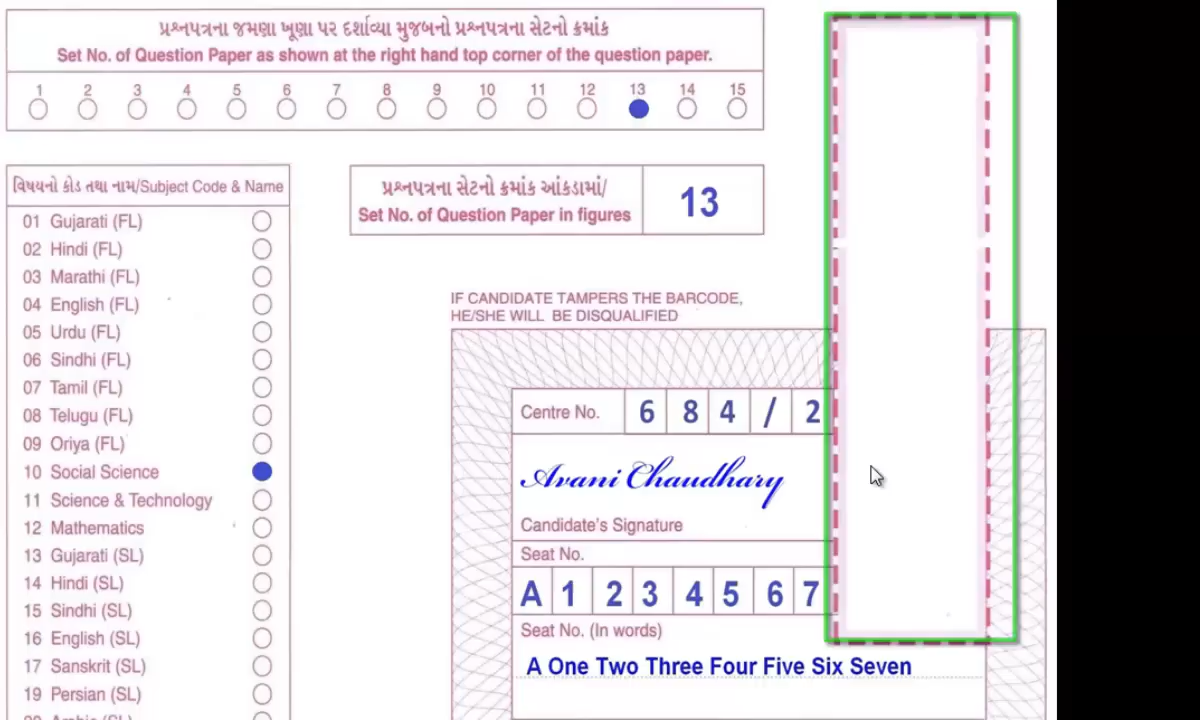 પ્રશ્નપત્રના જમણા ખૂણા પર દર્શાવ્યા મુજબનો પ્રશ્નપત્રના સેટનો ક્રમાંક
Set No. of Question Paper as shown at the right hand top corner of the question paper.
1 2 3 4 5 6 7 8 9 10 11 12 13 14 15
વિષયનો કોડ તથા નામ/Subject Code & Name
01 Gujarati (FL)
02 Hindi (FL)
03 Marathi (FL)
04 English (FL)
05 Urdu (FL)
06 Sindhi (FL)
07 Tamil (FL)
08 Telugu (FL)
09 Oriya (FL)
10 Social Science
11 Science & Technology
12 Mathematics
13 Gujarati (SL)
14 Hindi (SL)
15 Sindhi (SL)
16 English (SL)
17 Sanskrit (SL)
19 Persian (SL)
પ્રશ્નપત્રના સેટનો ક્રમાંક આંકડામાં/
Set No. of Question Paper in figures
13
IF CANDIDATE TAMPERS THE BARCODE,
HE/SHE WILL BE DISQUALIFIED
Centre No. 6 8 4 / 2
Avani Chaudhary
Candidate's Signature
Seat No.
A 1 2 3 4 5 6 7
Seat No. (In words)
A One Two Three Four Five Six Seven